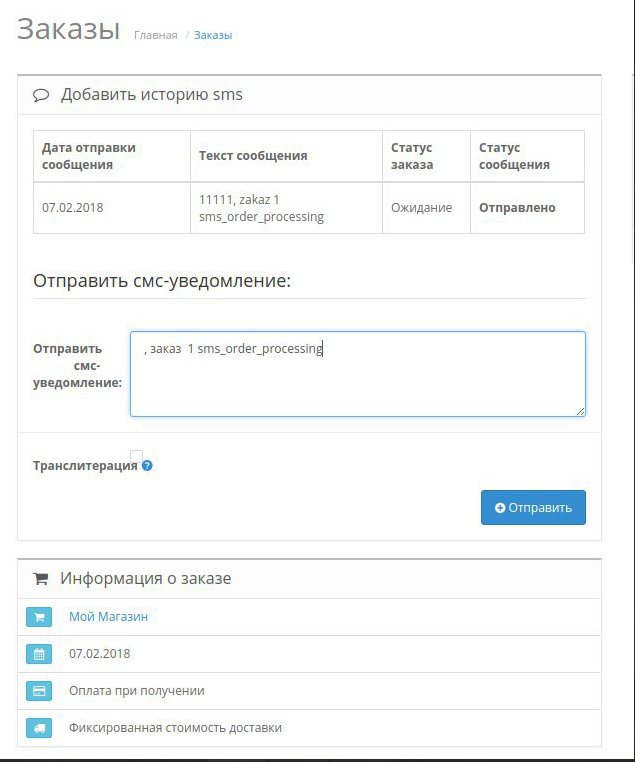 Заказы Главная / Заказы
Добавить историю sms
Дата отправки Статус Статус
сообщения Текст сообщения заказа сообщения
07.02.2018 11111, zakaz 1 Ожидание Отправлено
sms_order_processing
Отправить смс-уведомление:
Отправить , заказ 1 sms_order_processing
смс-
уведомление:
Транслитерация ?
Отправить
Информация о заказе
Мой Магазин
07.02.2018
Оплата при получении
Фиксированная стоимость доставки